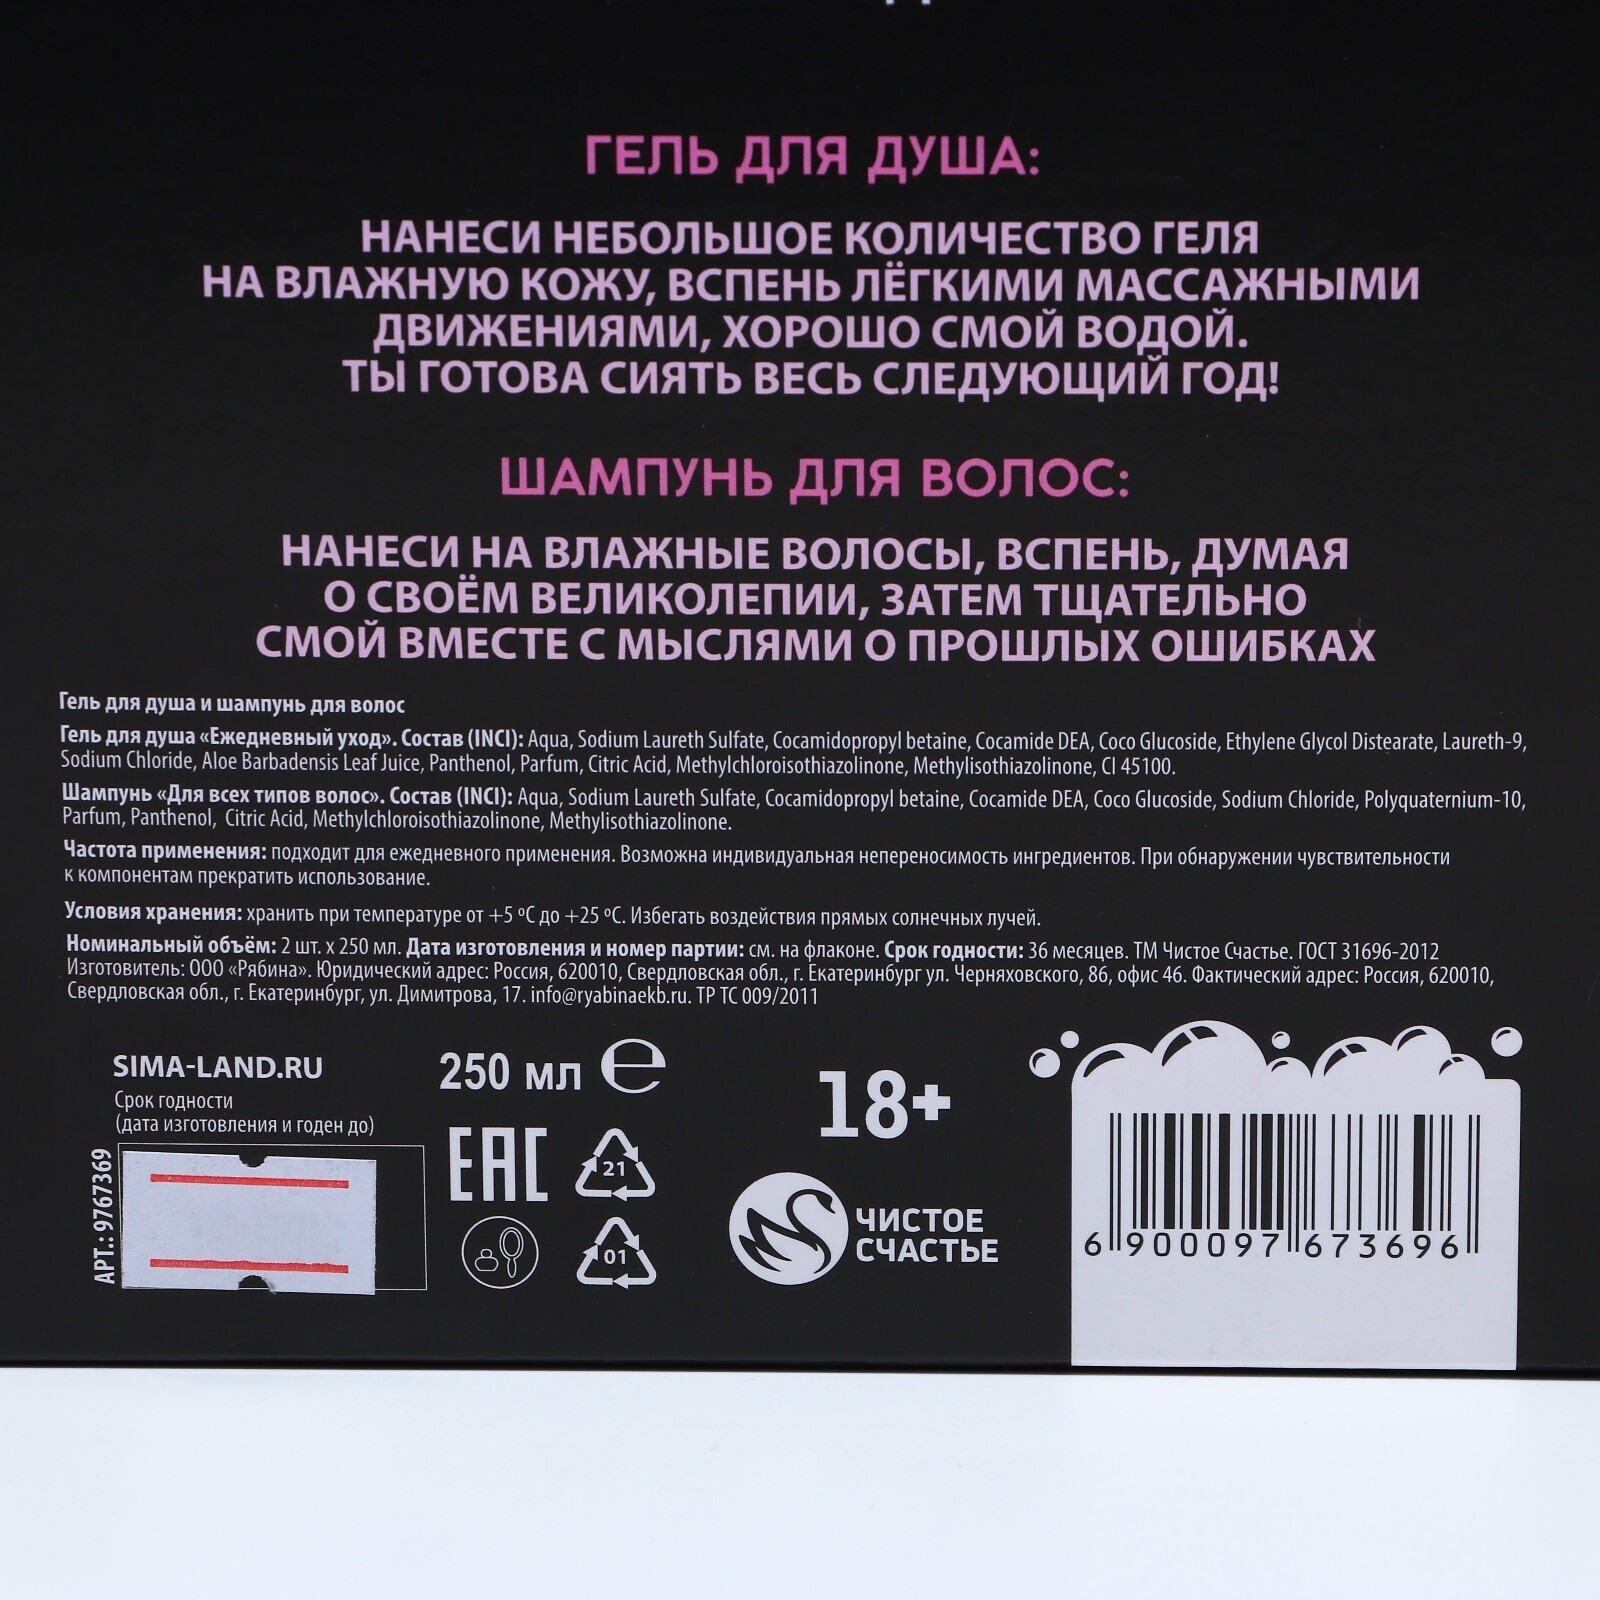 ГЕЛЬ ДЛЯ ДУША:
НАНЕСИ НЕБОЛЬШОЕ КОЛИЧЕСТВО ГЕЛЯ
НА ВЛАЖНУЮ КОЖУ, ВСПЕНЬ ЛЁГКИМИ МАССАЖНЫМИ
ДВИЖЕНИЯМИ, ХОРОШО СМОЙ ВОДОЙ.
ТЫ ГОТОВА СИЯТЬ ВЕСЬ СЛЕДУЮЩИЙ ГОД!
ШАМПУНЬ ДЛЯ ВОЛОС:
НАНЕСИ НА ВЛАЖНЫЕ ВОЛОСЫ, ВСПЕНЬ, ДУМАЯ
О СВОЁМ ВЕЛИКОЛЕПИИ, ЗАТЕМ ТЩАТЕЛЬНО
СМОЙ ВМЕСТЕ С МЫСЛЯМИ О ПРОШЛЫХ ОШИБКАХ
Гель для душа и шампунь для волос
Гель для душа «Ежедневный уход». Состав (INCI): Aqua, Sodium Laureth Sulfate, Cocamidopropyl betaine, Cocamide DEA, Coco Glucoside, Ethylene Glycol Distearate, Laureth-9,
Sodium Chloride, Aloe Barbadensis Leaf Juice, Panthenol, Parfum, Citric Acid, Methylchloroisothiazolinone, Methylisothiazolinone, CI 45100.
Шампунь «Для всех типов волос». Состав (INCI): Aqua, Sodium Laureth Sulfate, Cocamidopropyl betaine, Cocamide DEA, Coco Glucoside, Sodium Chloride, Polyquaternium-10,
Parfum, Panthenol, Citric Acid, Methylchloroisothiazolinone, Methylisothiazolinone.
Частота применения: подходит для ежедневного применения. Возможна индивидуальная непереносимость ингредиентов. При обнаружении чувствительности
к компонентам прекратить использование.
Условия хранения: хранить при температуре от +5 ºС до +25 ºС. Избегать воздействия прямых солнечных лучей.
Номинальный объём: 2 шт. х 250 мл. Дата изготовления и номер партии: см. на флаконе. Срок годности: 36 месяцев. ТМ Чистое Счастье. ГОСТ 31696-2012
Изготовитель: ООО «Рябина». Юридический адрес: Россия, 620010, Свердловская обл., г. Екатеринбург ул. Черняховского, 86, офис 46. Фактический адрес: Россия, 620010,
Свердловская обл., г. Екатеринбург, ул. Димитрова, 17. info@ryabinaekb.ru. ТР ТС 009/2011
SIMA-LAND.RU
Срок годности
(дата изготовления и годен до)
АРТ.: 9767369
250 мл e
ЕАС
21
01
18+
ЧИСТОЕ
СЧАСТЬЕ
6 900097 673696